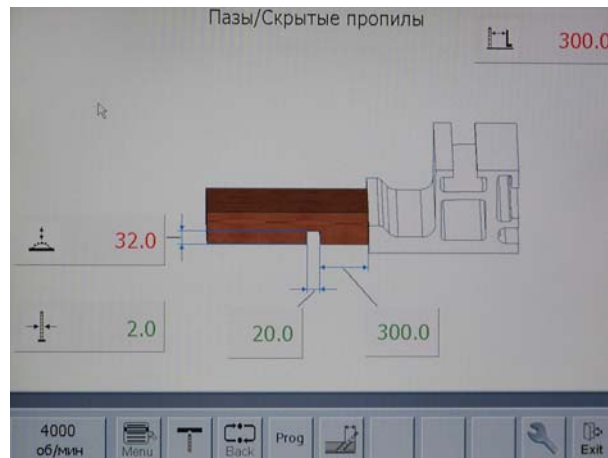 Пазы/Скрытые пропилы
300.0
32.0
2.0
20.0
300.0
4000
об/мин
Menu
Back
Prog
Exit